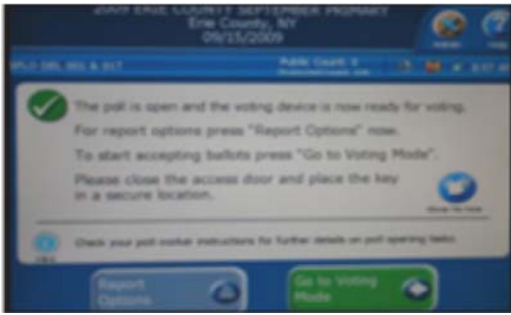 2009 ERIE COUNTY SEPTEMBER PRIMARY
Erie County, NY
09/15/2009
Public Count: 0
The poll is open and the voting device is now ready for voting.
For report options press "Report Options" now.
To start accepting ballots press "Go to Voting Mode".
Please close the access door and place the key
in a secure location.
Check your poll worker instructions for further details on poll opening tasks.
Report
Options
Go to Voting
Mode